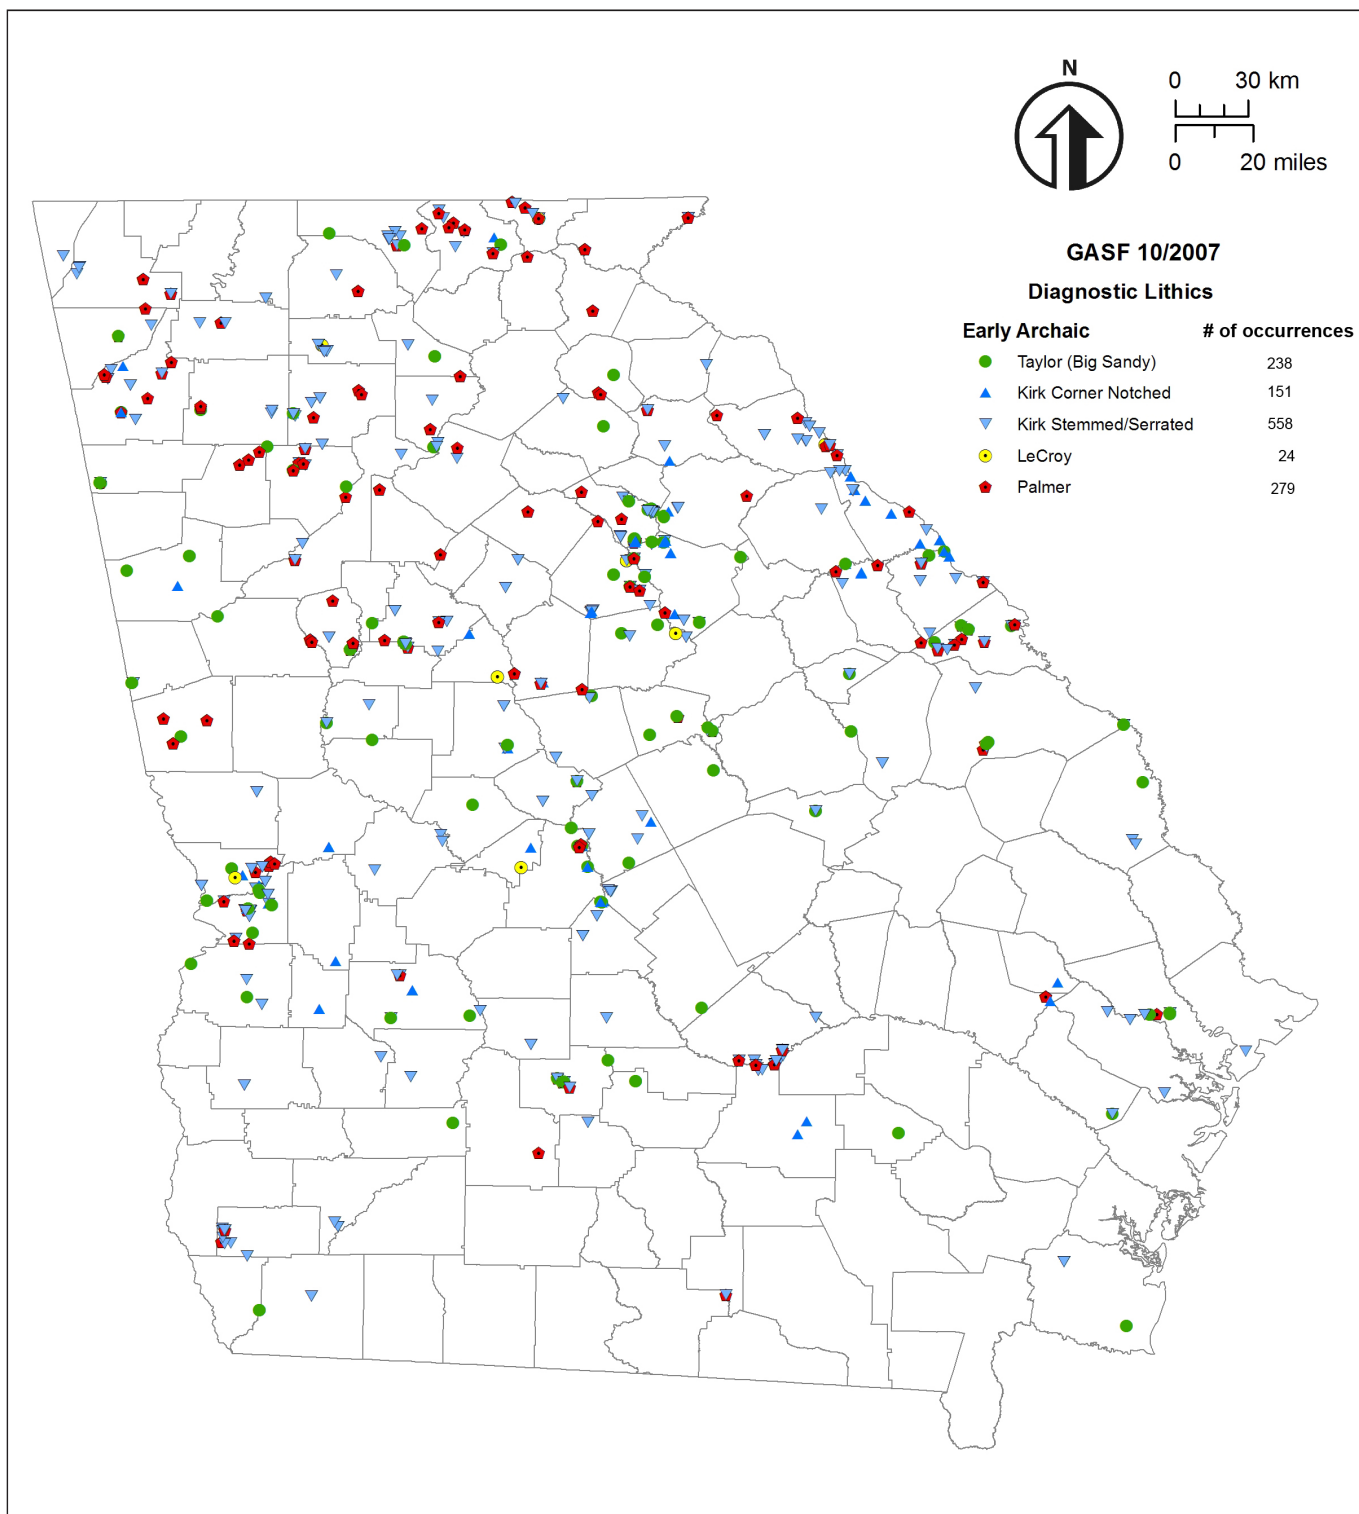 N
0 30 km
0 20 miles
GASF 10/2007
Diagnostic Lithics
Early Archaic # of occurrences
Taylor (Big Sandy) 238
Kirk Corner Notched 151
Kirk Stemmed/Serrated 558
LeCroy 24
Palmer 279